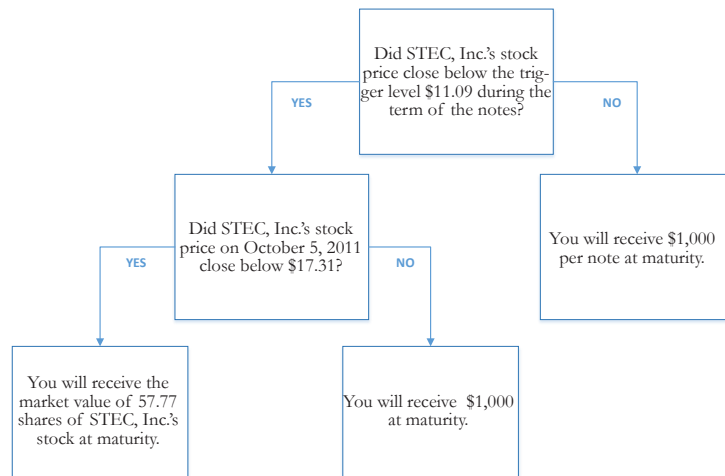 Did STEC, Inc.'s stock
price close below the trig-
ger level $11.09 during the
term of the notes?
YES
NO
Did STEC, Inc.'s stock
price on October 5, 2011
close below $17.31?
You will receive $1,000
per note at maturity.
YES
NO
You will receive the
market value of 57.77
shares of STEC, Inc.'s
stock at maturity.
You will receive $1,000
at maturity.